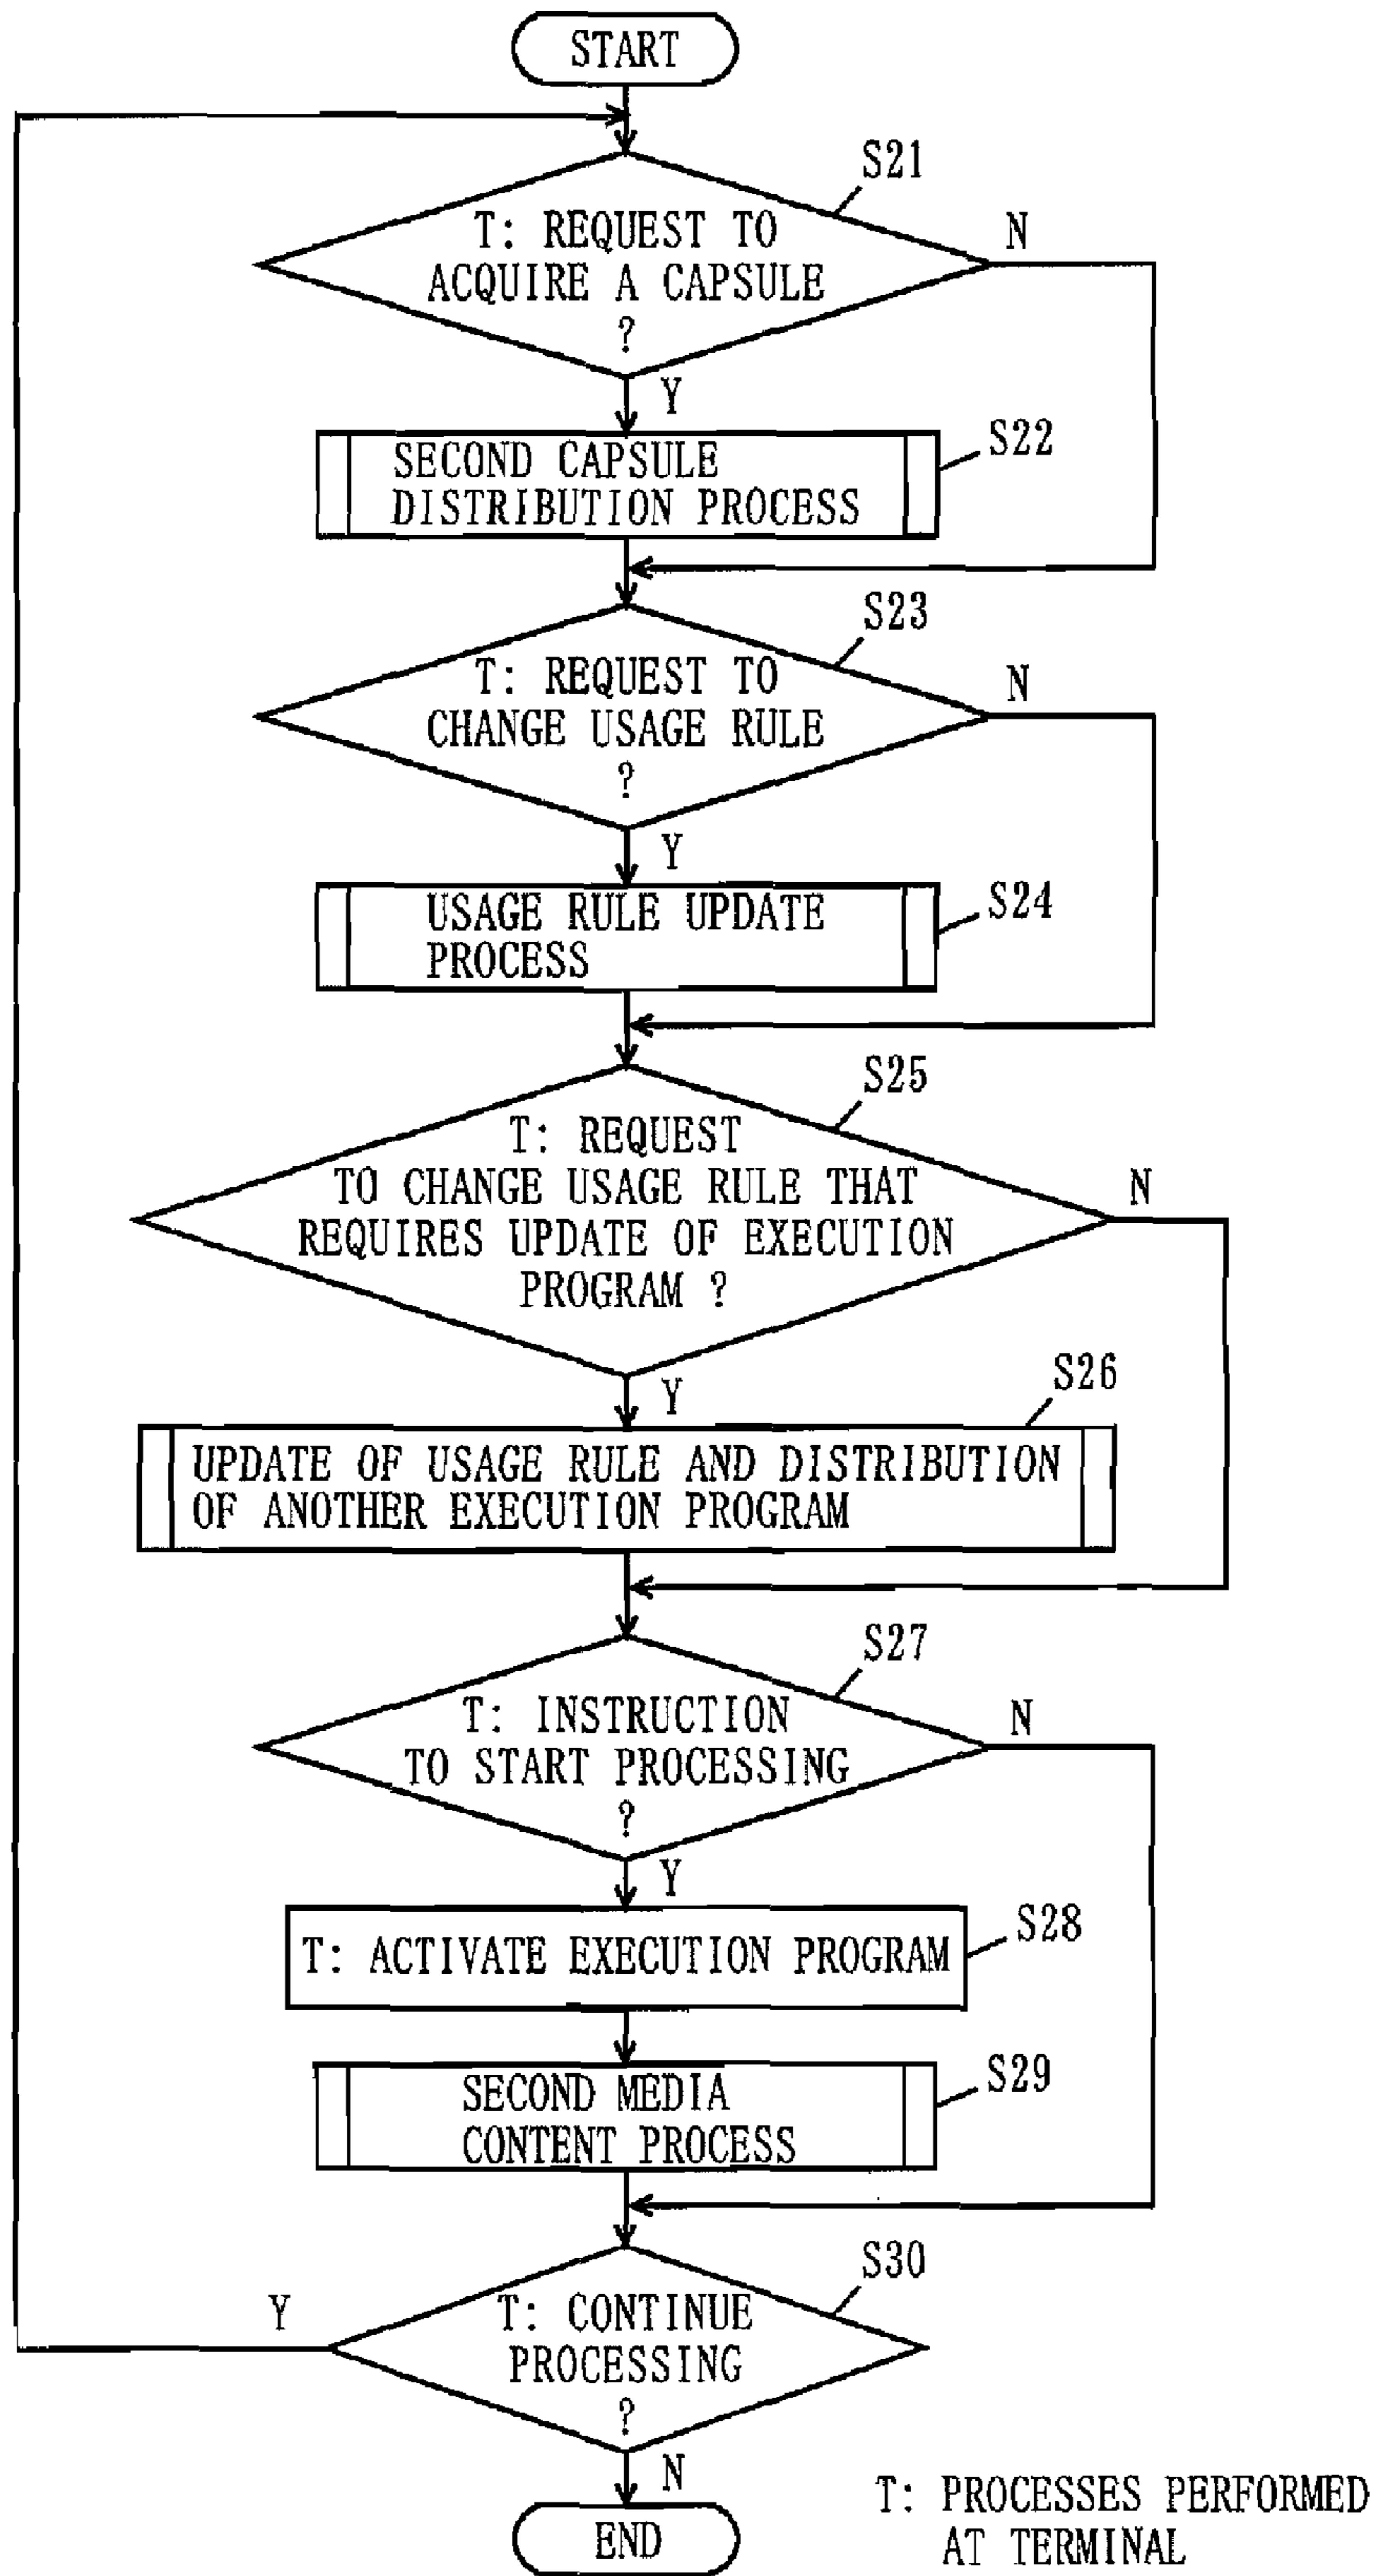 START
S21
T: REQUEST TO
ACQUIRE A CAPSULE
?
N
Y
SECOND CAPSULE
DISTRIBUTION PROCESS
S22
S23
T: REQUEST TO
CHANGE USAGE RULE
?
N
Y
USAGE RULE UPDATE
PROCESS
S24
S25
T: REQUEST
TO CHANGE USAGE RULE THAT
REQUIRES UPDATE OF EXECUTION
PROGRAM ?
N
Y
S26
UPDATE OF USAGE RULE AND DISTRIBUTION
OF ANOTHER EXECUTION PROGRAM
S27
T: INSTRUCTION
TO START PROCESSING
?
N
Y
T: ACTIVATE EXECUTION PROGRAM
S28
SECOND MEDIA
CONTENT PROCESS
S29
S30
T: CONTINUE
PROCESSING
?
Y
N
END
T: PROCESSES PERFORMED
AT TERMINAL